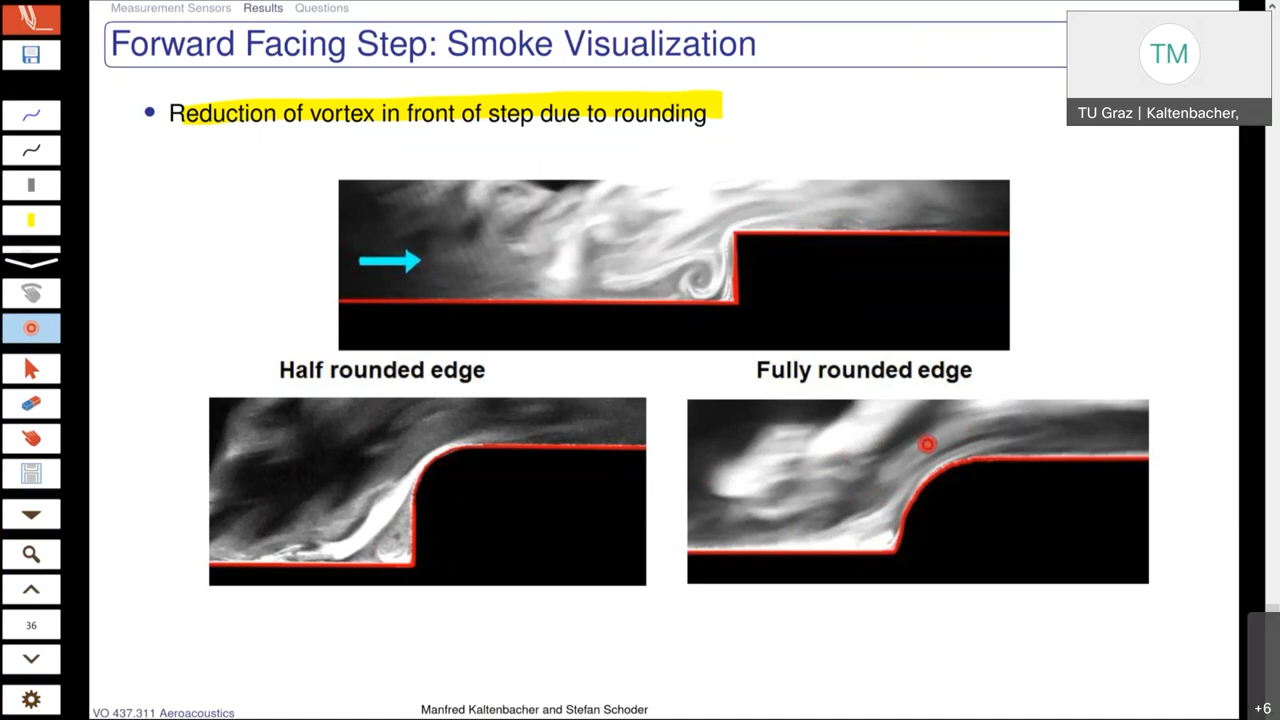 Measurement Sensors Results Questions
Forward Facing Step: Smoke Visualization
TM
TU Graz | Kaltenbacher,
Reduction of vortex in front of step due to rounding
Half rounded edge
Fully rounded edge
36
VO 437.311 Aeroacoustics
Manfred Kaltenbacher and Stefan Schoder
+6